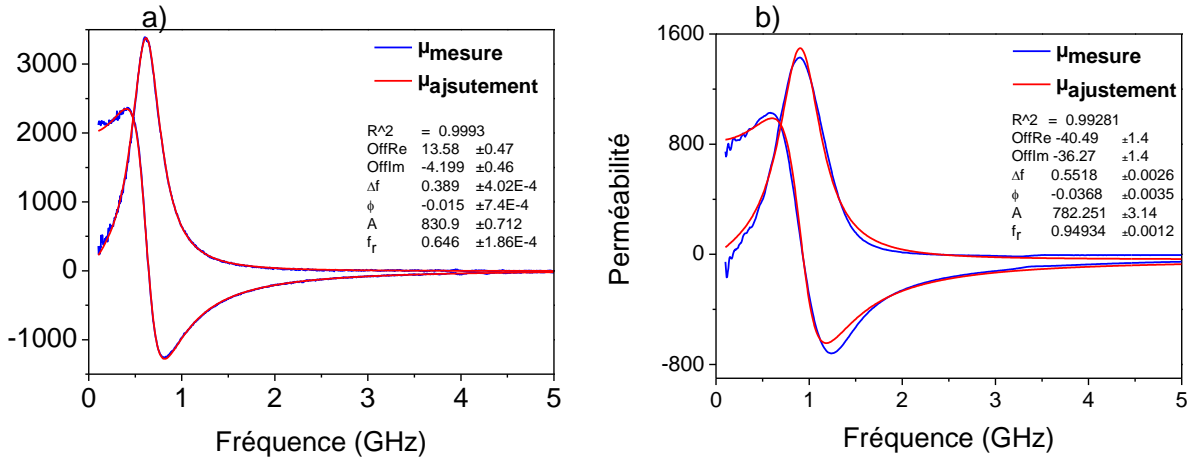 a)
3000
2000
1000
0
-1000
0
1
2
3
4
5
Fréquence (GHz)
μmesure
μajsutement
R^2 = 0.9993
OffRe 13.58 ±0.47
OffIm -4.199 ±0.46
Δf 0.389 ±4.02E-4
ϕ -0.015 ±7.4E-4
A 830.9 ±0.712
fr 0.646 ±1.86E-4
b)
Perméabilité
1600
800
0
-800
0
1
2
3
4
5
Fréquence (GHz)
μmesure
μajustement
R^2 = 0.99281
OffRe -40.49 ±1.4
OffIm -36.27 ±1.4
Δf 0.5518 ±0.0026
ϕ -0.0368 ±0.0035
A 782.251 ±3.14
fr 0.94934 ±0.0012